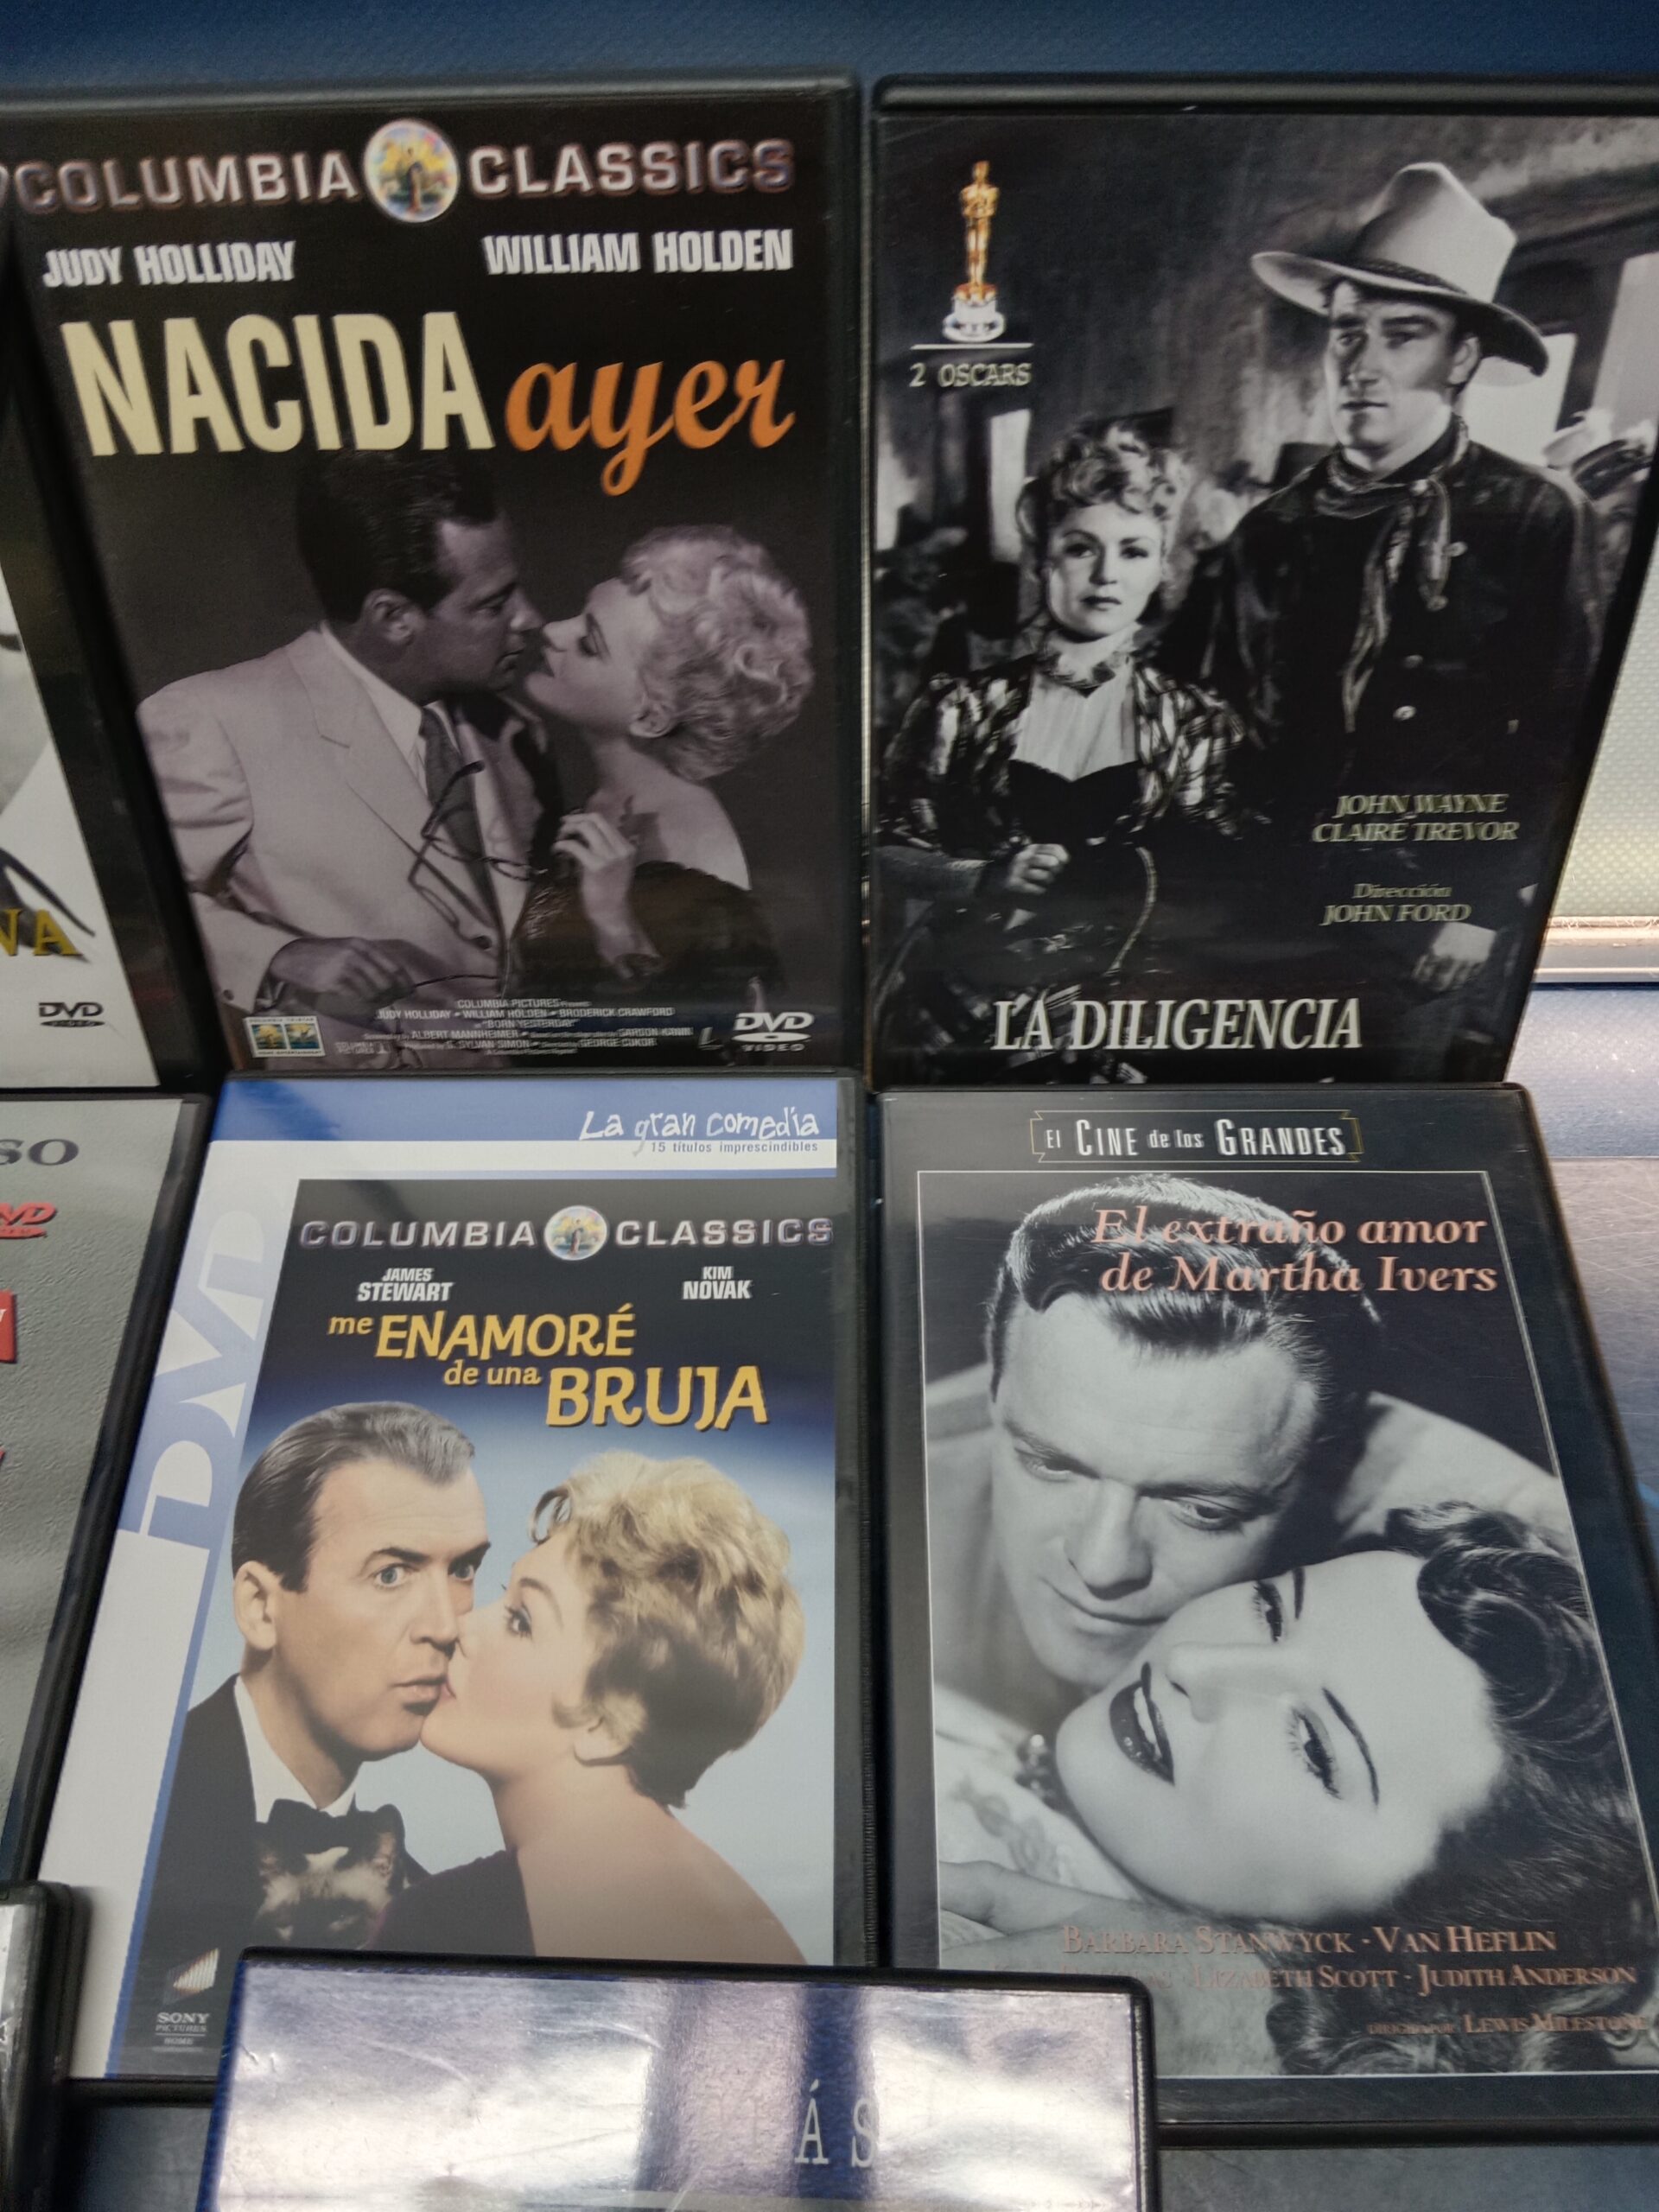 COLUMBIA CLASSICS
JUDY HOLLIDAY WILLIAM HOLDEN
NACIDA ayer
COLUMBIA PICTURES
JUDY HOLLIDAY • WILLIAM HOLDEN • BRODERICK CRAWFORD
"BORN YESTERDAY"
ALBERT MANNHEIMER GARSON KANIN
S. SYLVAN SIMON GEORGE CUKOR
DVD
VIDEO
2 OSCARS
JOHN WAYNE
CLAIRE TREVOR
Dirección
JOHN FORD
LA DILIGENCIA
NA
DVD
VIDEO
SO
La gran comedia
15 títulos imprescindibles
DVD
COLUMBIA CLASSICS
JAMES
STEWART
KIM
NOVAK
me ENAMORÉ
de una BRUJA
SONY
PICTURES
HOME
EL CINE de los GRANDES
El extraño amor
de Martha Ivers
BARBARA STANWYCK · VAN HEFLIN
LIZABETH SCOTT · JUDITH ANDERSON
LEWIS MILESTONE
ÁS